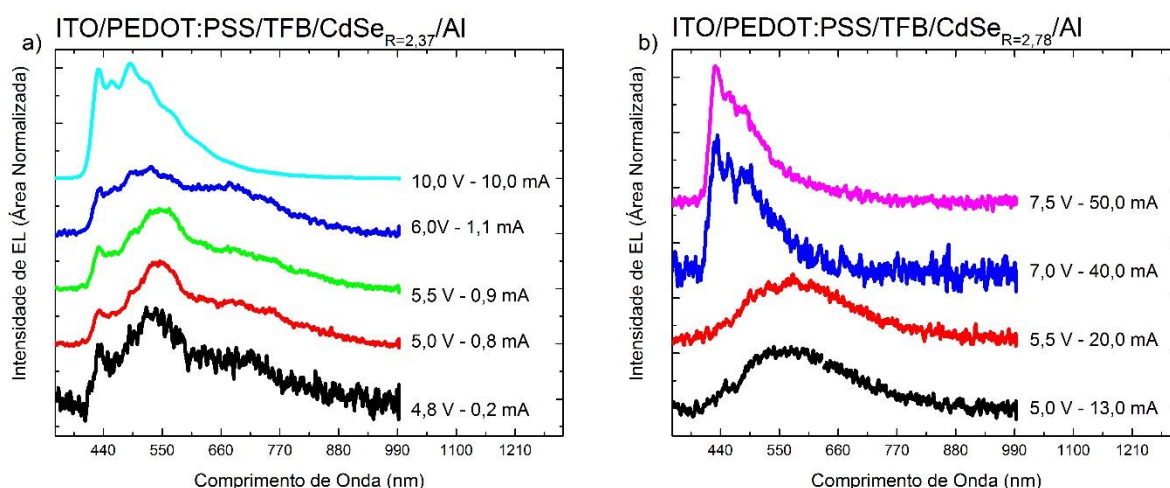 a)
ITO/PEDOT:PSS/TFB/CdSe R=2,37/Al
Intensidade de EL (Área Normalizada)
10,0 V - 10,0 mA
6,0V - 1,1 mA
5,5 V - 0,9 mA
5,0 V - 0,8 mA
4,8 V - 0,2 mA
440 550 660 770 880 990 1100 1210
Comprimento de Onda (nm)
b)
ITO/PEDOT:PSS/TFB/CdSe R=2,78/Al
Intensidade de EL (Área Normalizada)
7,5 V - 50,0 mA
7,0 V - 40,0 mA
5,5 V - 20,0 mA
5,0 V - 13,0 mA
440 550 660 770 880 990 1100 1210
Comprimento de Onda (nm)